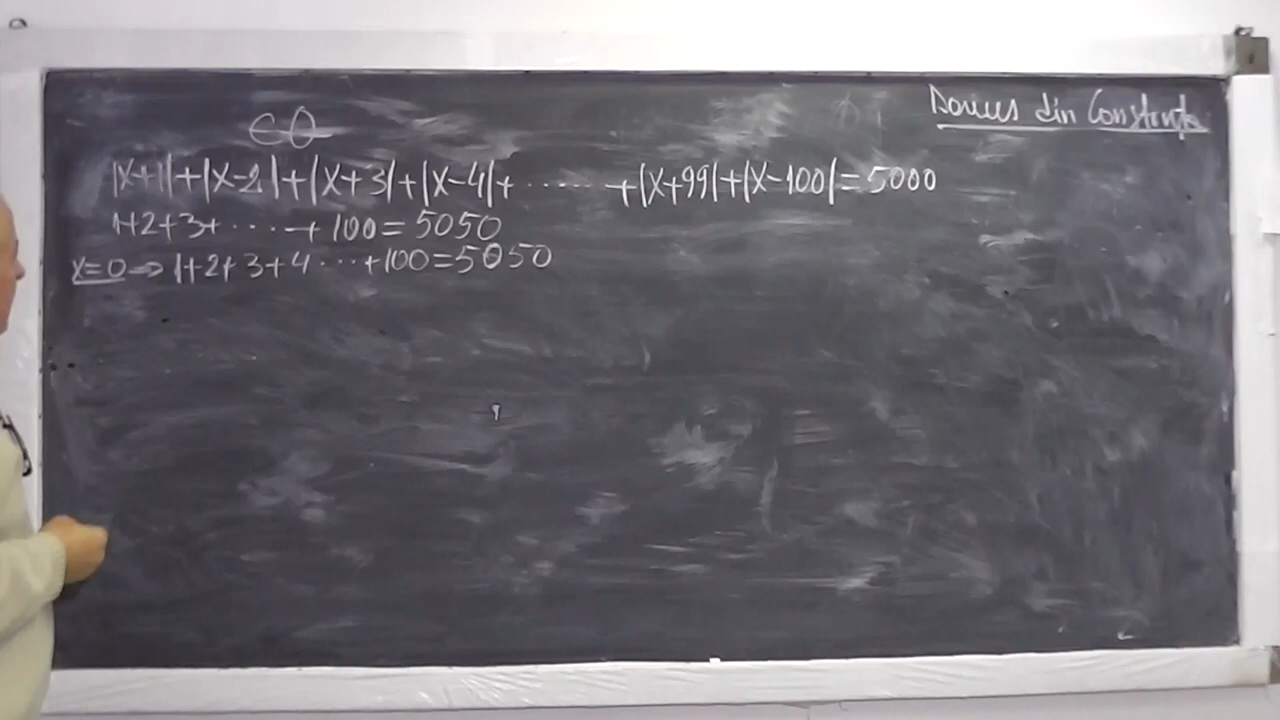 Darius din Constanța
|x+1|+|x-2|+|x+3|+|x-4|+ ...... +|x+99|+|x-100|=5000
1+2+3+ ....+ 100=5050
x=0 ⇒ 1+2+3+4 ...+100=5050